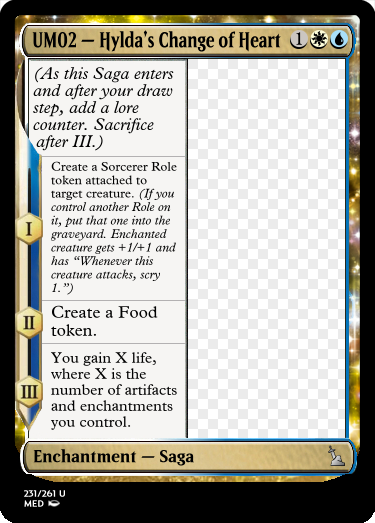 UM02 — Hylda's Change of Heart 1
(As this Saga enters
and after your draw
step, add a lore
counter. Sacrifice
after III.)
Create a Sorcerer Role
token attached to
target creature. (If you
control another Role on
it, put that one into the
graveyard. Enchanted
creature gets +1/+1 and
has “Whenever this
creature attacks, scry
1.”)
I
Create a Food
token.
II
You gain X life,
where X is the
number of artifacts
and enchantments
you control.
III
Enchantment — Saga
231/261 U
MED